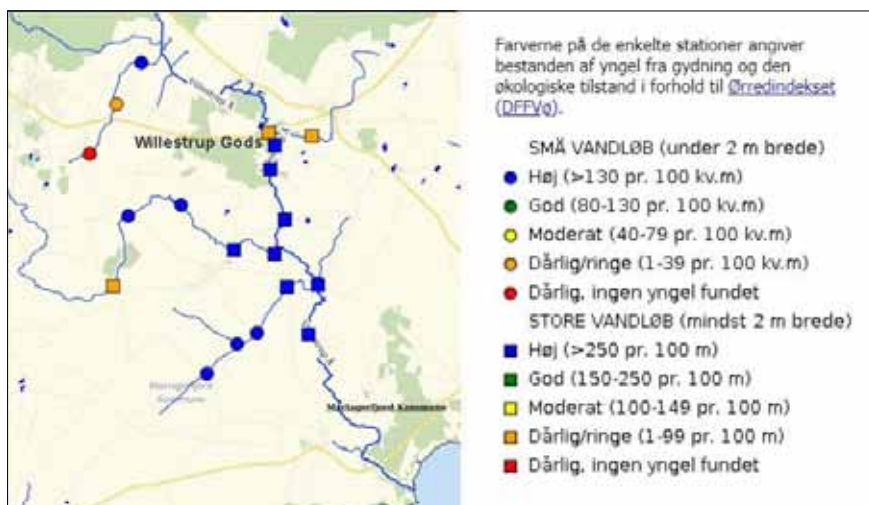 Willestrup Gods
Mariagerfjord Kommune
Mariagerfjord
Kommune
Farverne på de enkelte stationer angiver
bestanden af yngel fra gydning og den
økologiske tilstand i forhold til Ørredindekset
(DFFVø).
SMÅ VANDLØB (under 2 m brede)
Høj (>130 pr. 100 kv.m)
God (80-130 pr. 100 kv.m)
Moderat (40-79 pr. 100 kv.m)
Dårlig/ringe (1-39 pr. 100 kv.m)
Dårlig, ingen yngel fundet
STORE VANDLØB (mindst 2 m brede)
Høj (>250 pr. 100 m)
God (150-250 pr. 100 m)
Moderat (100-149 pr. 100 m)
Dårlig/ringe (1-99 pr. 100 m)
Dårlig, ingen yngel fundet